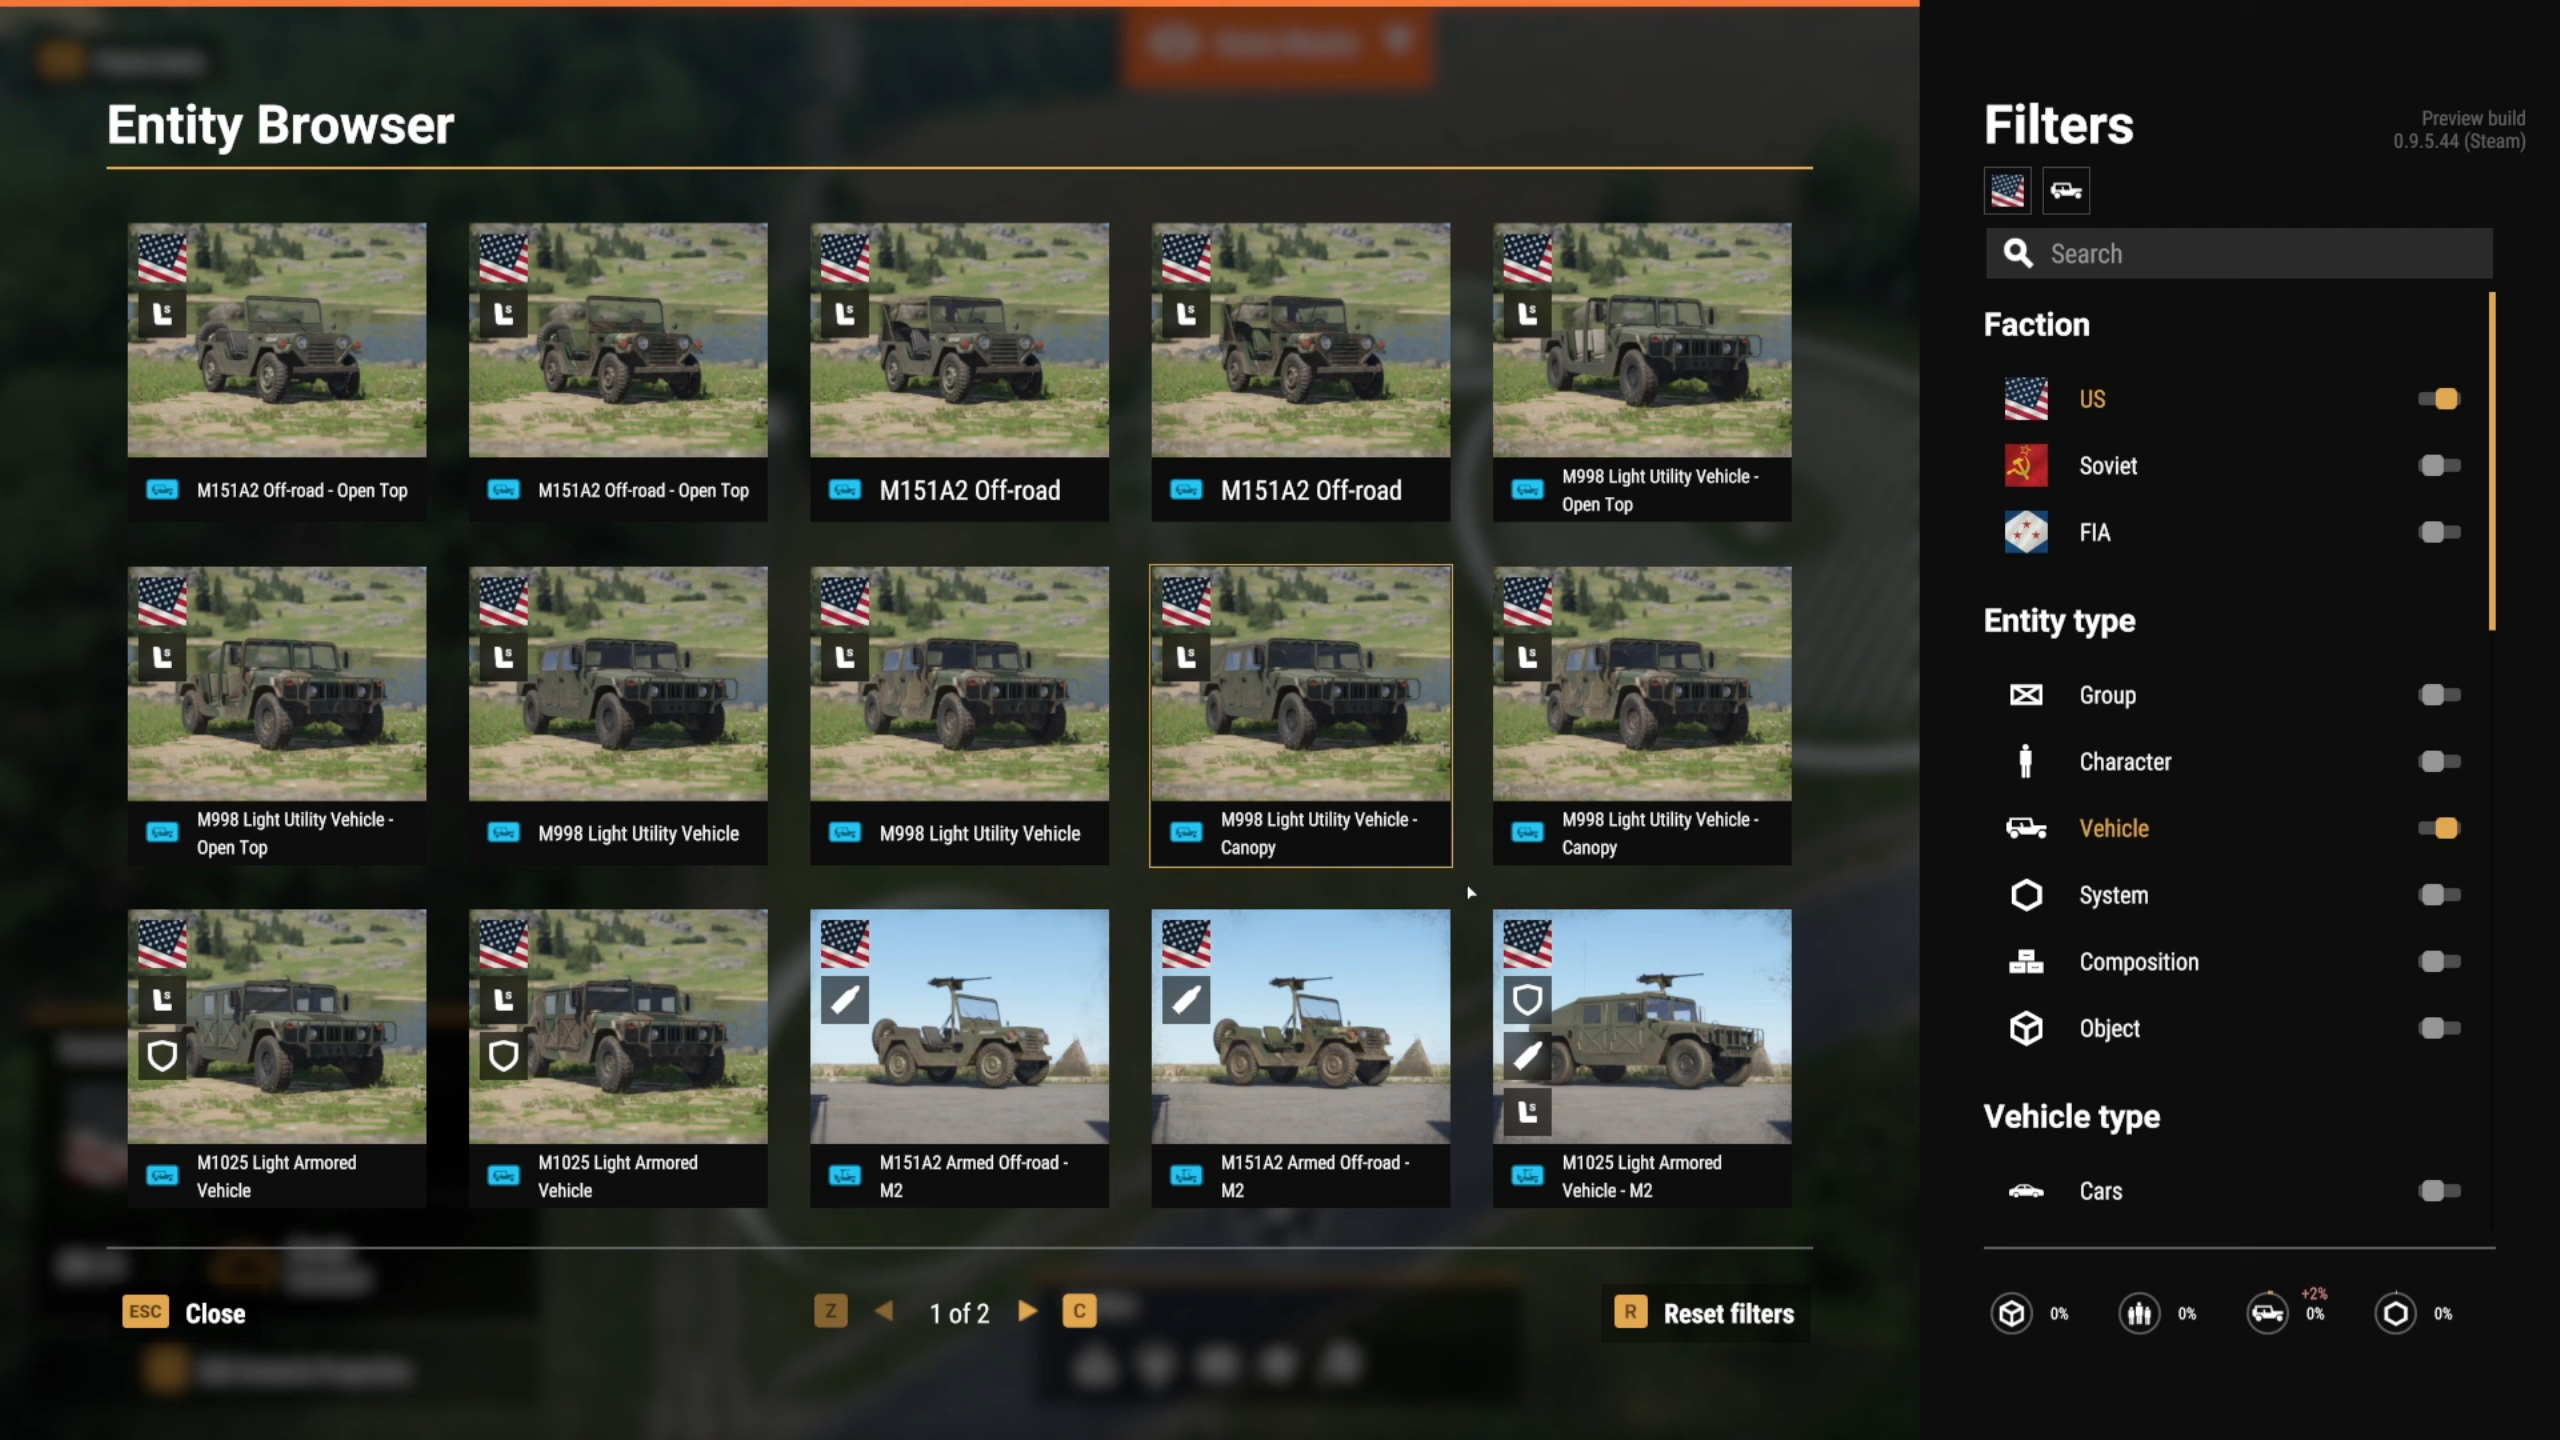 Entity Browser
M151A2 Off-road - Open Top
M151A2 Off-road - Open Top
M151A2 Off-road
M151A2 Off-road
M998 Light Utility Vehicle -
Open Top
M998 Light Utility Vehicle -
Open Top
M998 Light Utility Vehicle
M998 Light Utility Vehicle
M998 Light Utility Vehicle -
Canopy
M998 Light Utility Vehicle -
Canopy
M1025 Light Armored
Vehicle
M1025 Light Armored
Vehicle
M151A2 Armed Off-road -
M2
M151A2 Armed Off-road -
M2
M1025 Light Armored
Vehicle - M2
ESC Close
Z 1 of 2 C
R Reset filters
Filters
Preview build
0.9.5.44 (Steam)
Search
Faction
US
Soviet
FIA
Entity type
Group
Character
Vehicle
System
Composition
Object
Vehicle type
Cars
+2%
0% 0% 0% 0%